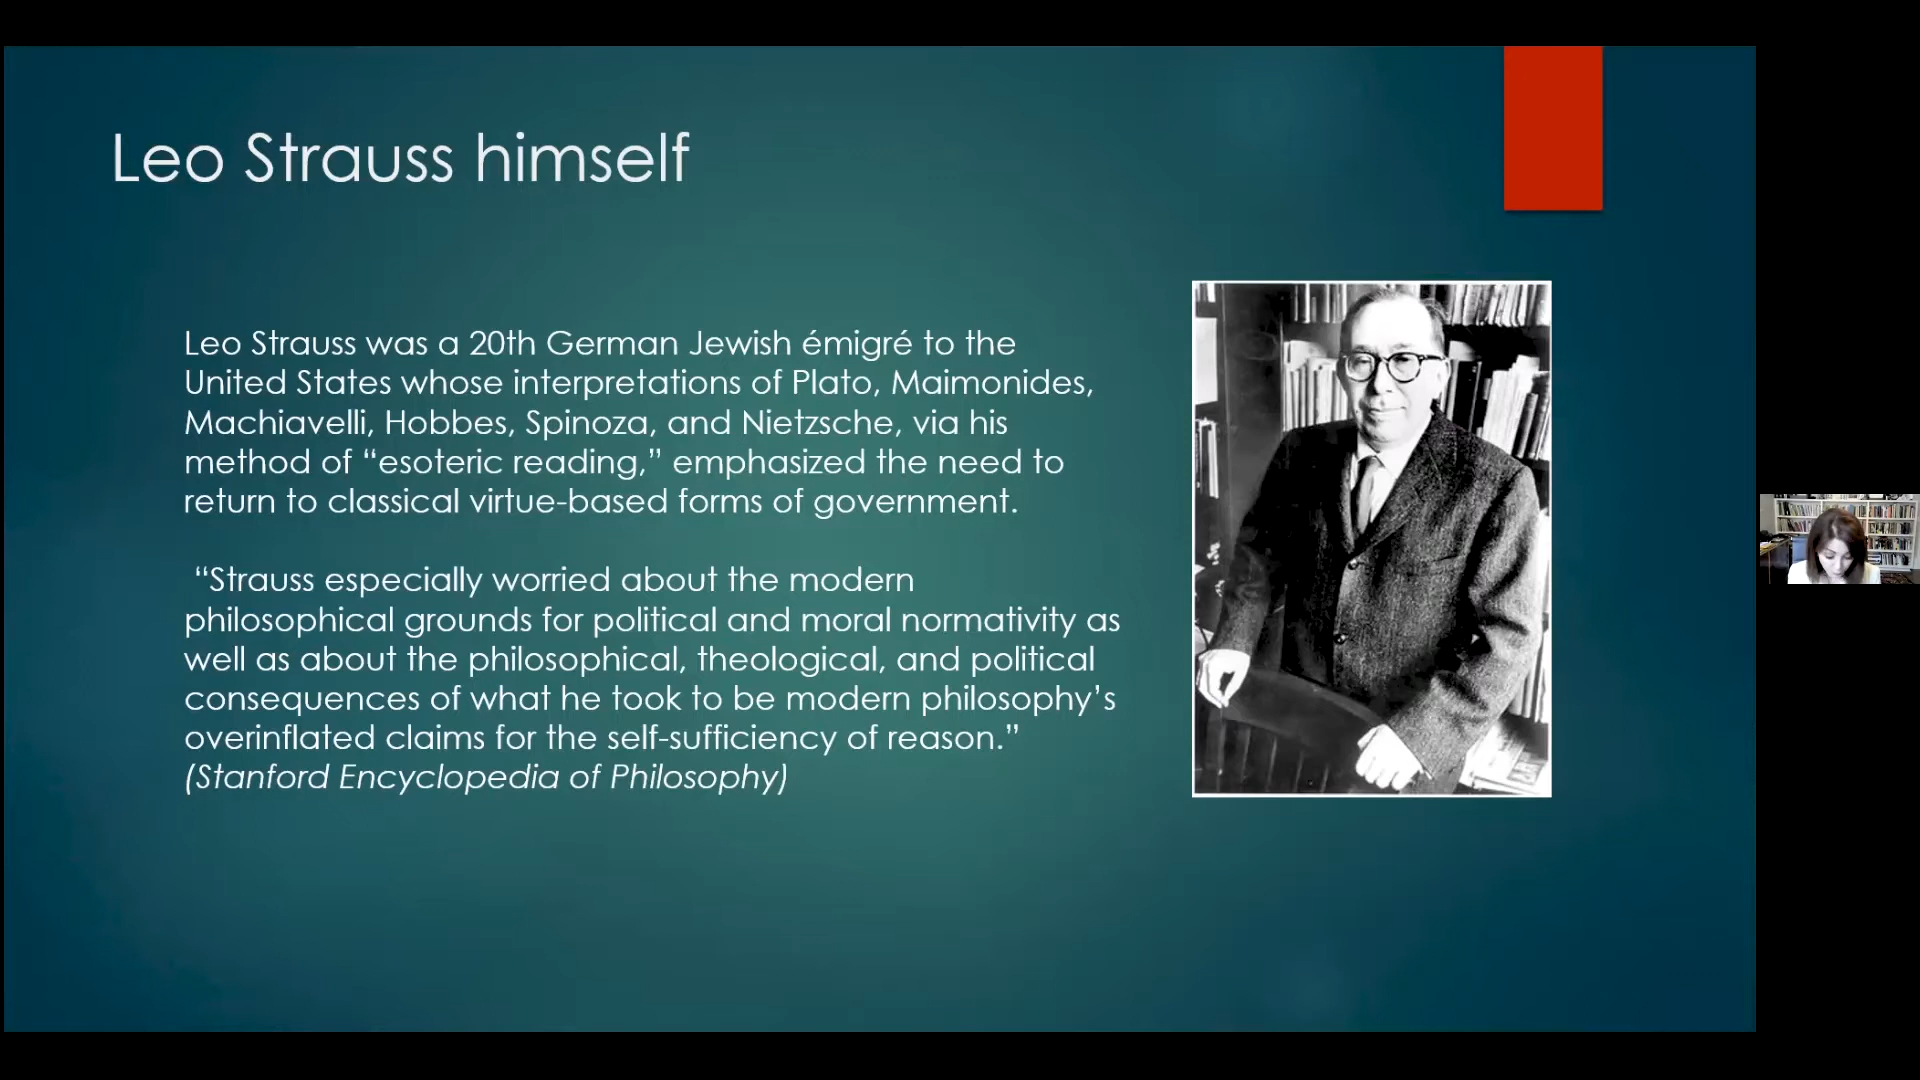 Leo Strauss himself
Leo Strauss was a 20th German Jewish émigré to the
United States whose interpretations of Plato, Maimonides,
Machiavelli, Hobbes, Spinoza, and Nietzsche, via his
method of “esoteric reading,” emphasized the need to
return to classical virtue-based forms of government.
“Strauss especially worried about the modern
philosophical grounds for political and moral normativity as
well as about the philosophical, theological, and political
consequences of what he took to be modern philosophy’s
overinflated claims for the self-sufficiency of reason.”
(Stanford Encyclopedia of Philosophy)